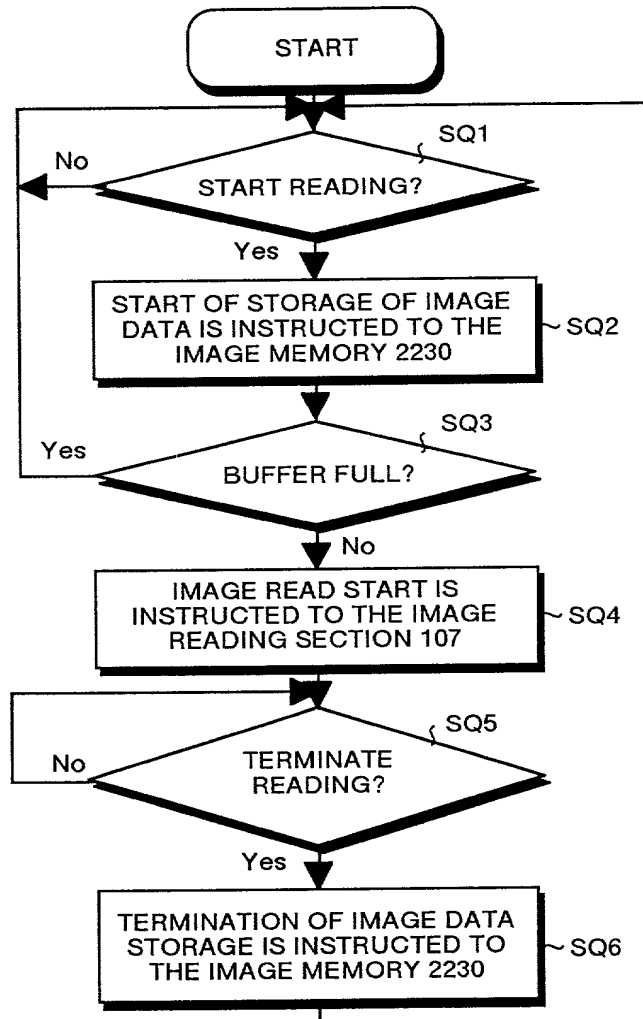 START
SQ1
No
START READING?
Yes
START OF STORAGE OF IMAGE
DATA IS INSTRUCTED TO THE
IMAGE MEMORY 2230
SQ2
SQ3
Yes
BUFFER FULL?
No
IMAGE READ START IS
INSTRUCTED TO THE IMAGE
READING SECTION 107
SQ4
SQ5
No
TERMINATE
READING?
Yes
TERMINATION OF IMAGE DATA
STORAGE IS INSTRUCTED TO
THE IMAGE MEMORY 2230
SQ6